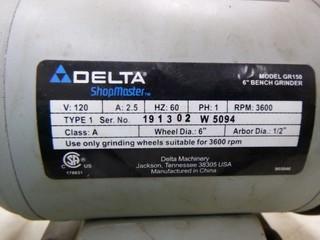 DELTA
ShopMaster
MODEL GR150
6" BENCH GRINDER
V: 120 A: 2.5 HZ: 60 PH: 1 RPM: 3600
TYPE 1 Ser. No. 191302 W 5094
Class: A Wheel Dia.: 6" Arbor Dia.: 1/2"
Use only grinding wheels suitable for 3600 rpm
Delta Machinery
Jackson, Tennessee 38305 USA
Manufactured in China
C US